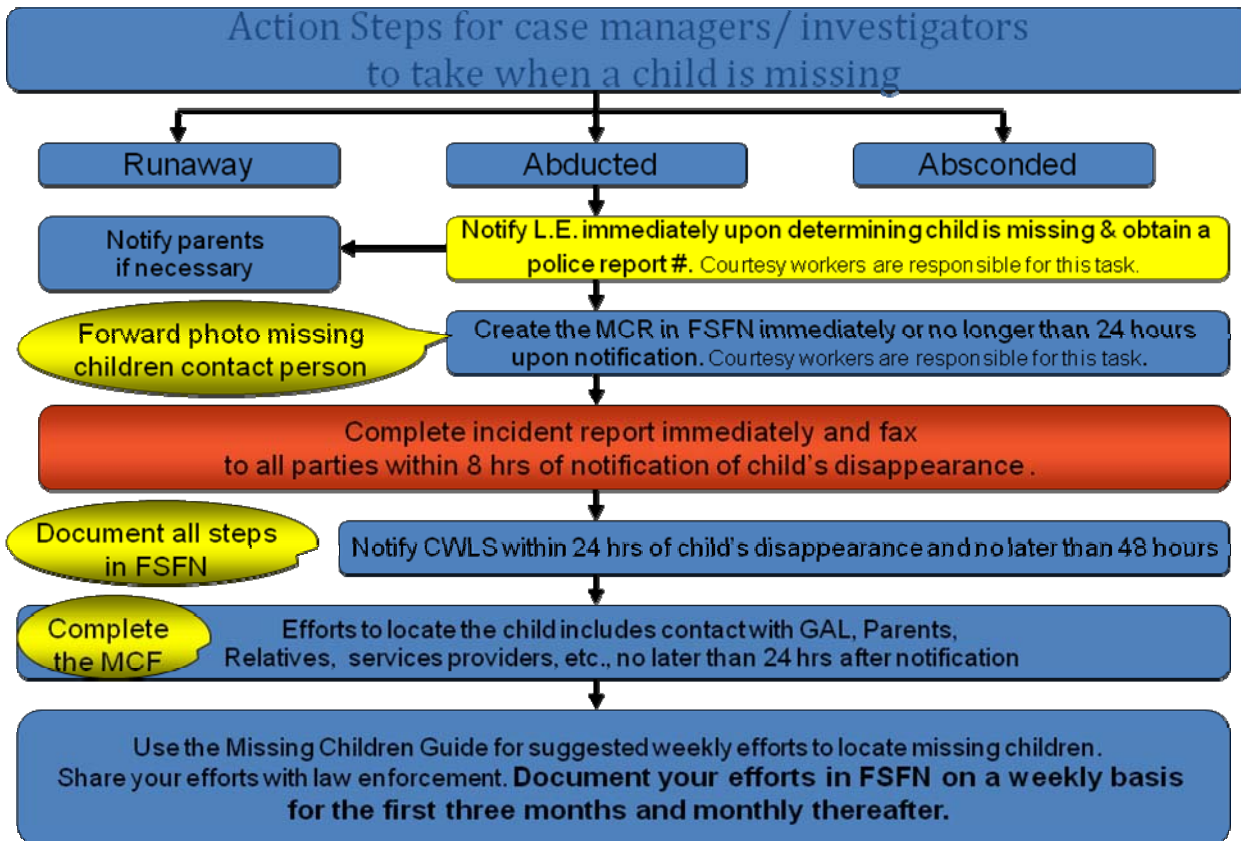 Action Steps for case managers/ investigators
to take when a child is missing
Runaway
Abducted
Absconded
Notify parents
if necessary
Notify L.E. immediately upon determining child is missing & obtain a
police report #. Courtesy workers are responsible for this task.
Forward photo missing
children contact person
Create the MCR in FSFN immediately or no longer than 24 hours
upon notification. Courtesy workers are responsible for this task.
Complete incident report immediately and fax
to all parties within 8 hrs of notification of child's disappearance .
Document all steps
in FSFN
Notify CWLS within 24 hrs of child's disappearance and no later than 48 hours
Complete
the MCF
Efforts to locate the child includes contact with GAL, Parents,
Relatives, services providers, etc., no later than 24 hrs after notification
Use the Missing Children Guide for suggested weekly efforts to locate missing children.
Share your efforts with law enforcement. Document your efforts in FSFN on a weekly basis
for the first three months and monthly thereafter.